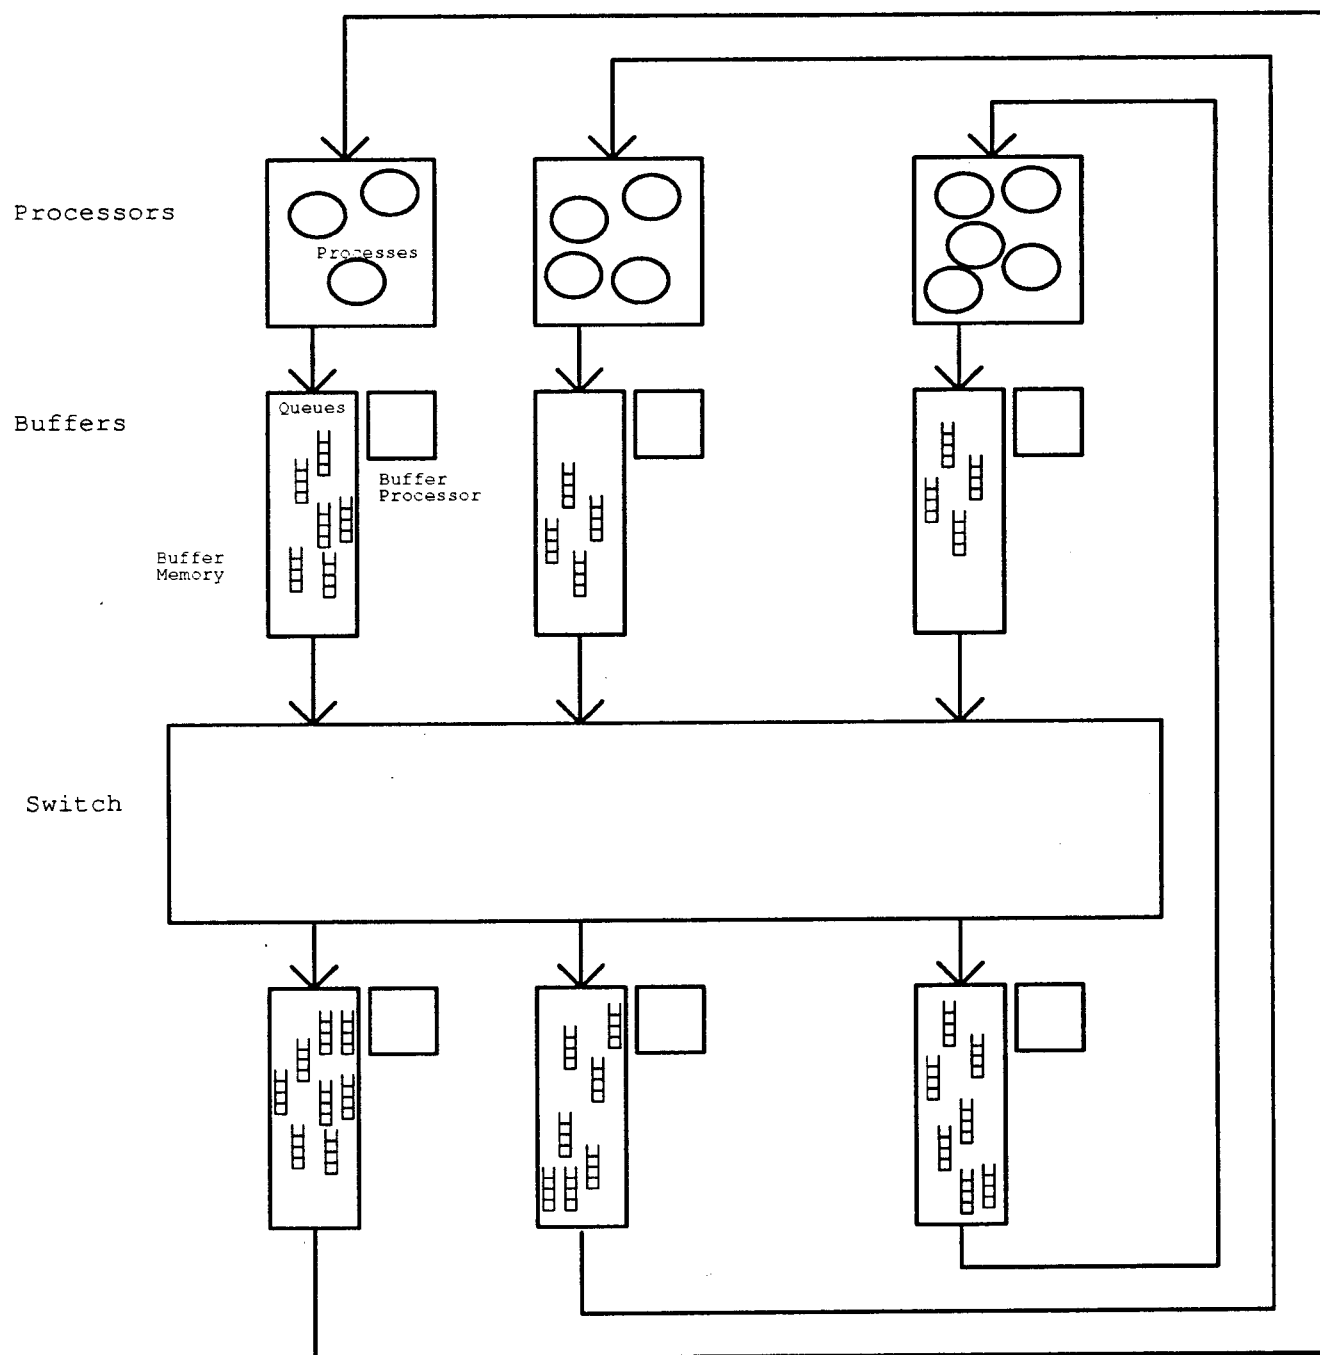 Processors
Processes
Buffers
Queues
Buffer
Processor
Buffer
Memory
Switch